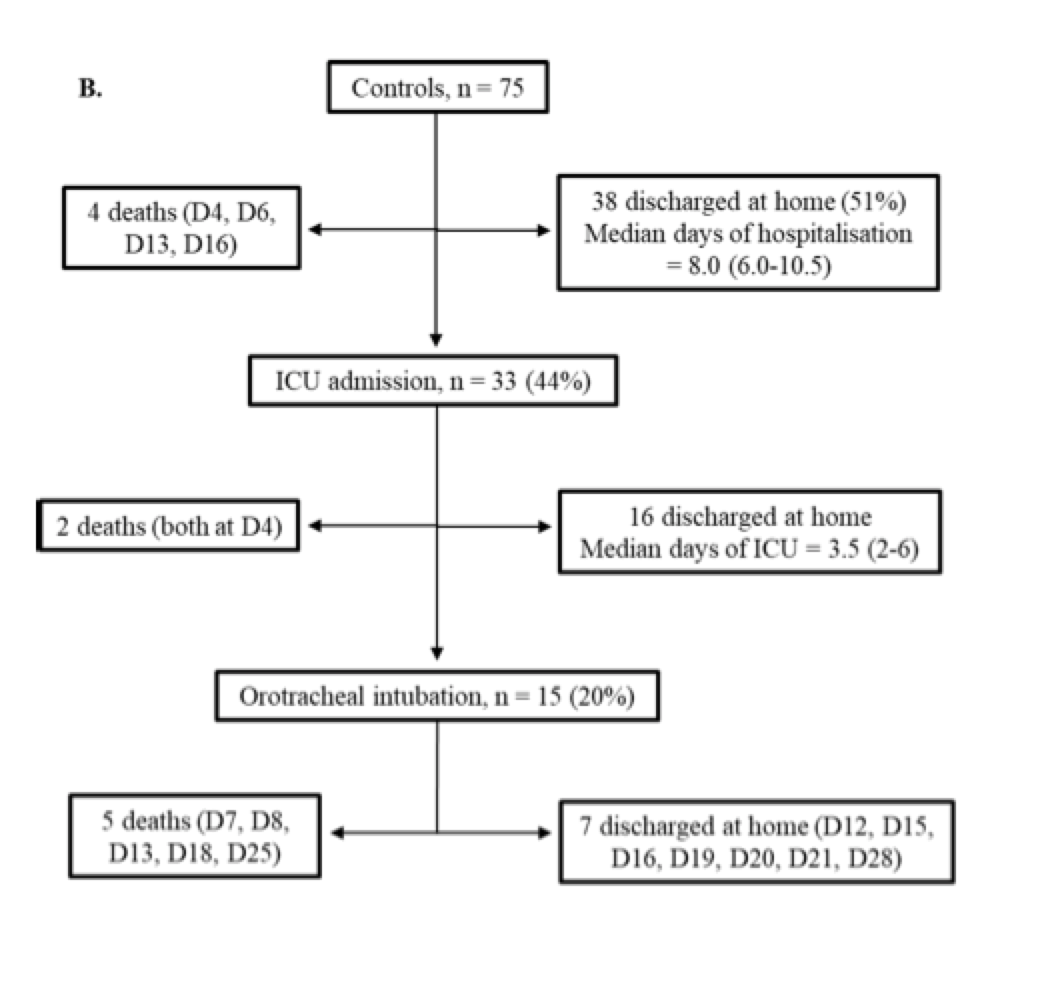 B.
Controls, n = 75
4 deaths (D4, D6,
D13, D16)
38 discharged at home (51%)
Median days of hospitalisation
= 8.0 (6.0-10.5)
ICU admission, n = 33 (44%)
2 deaths (both at D4)
16 discharged at home
Median days of ICU = 3.5 (2-6)
Orotracheal intubation, n = 15 (20%)
5 deaths (D7, D8,
D13, D18, D25)
7 discharged at home (D12, D15,
D16, D19, D20, D21, D28)